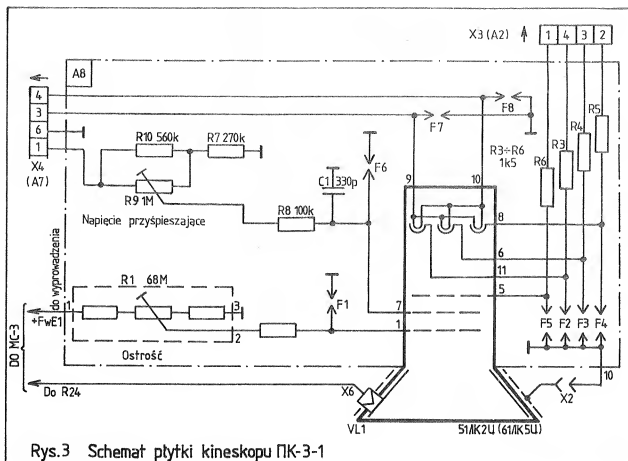 X3(A2) 1 4 3 2
A8
4
3
6
1
X4
(A7)
R10 560k R7 270k
R9 1M
Napięcie przyśpieszające
R8 100k
C1 330p
F6
F7
F8
R3÷R6
1k5
R5
R4
R3
R6
9 10
8
6
11
5
7
1
do wyprowadzenia
R1 68M
1 3
2
+FwE1
Ostrość
F1
F5 F2 F3 F4
10
X2
DO MC-3
Do R24
X6
VL1
51ЛК2Ц (61ЛК5Ц)
Rys.3 Schemat płytki kineskopu ПК-3-1